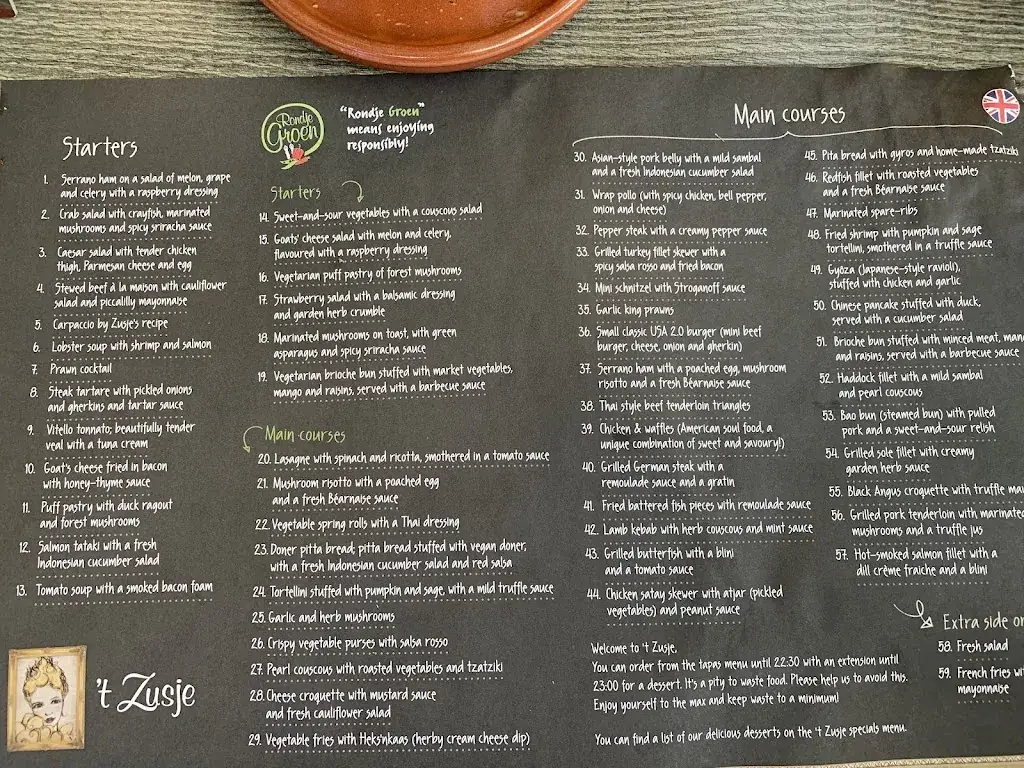 Starters
1. Serrano ham on a salad of melon, grape
and celery with a raspberry dressing
2. Crab salad with crayfish, marinated
mushrooms and spicy sriracha sauce
3. Caesar salad with tender chicken
thigh, Parmesan cheese and egg
4. Stewed beef à la maison with cauliflower
salad and piccalilly mayonnaise
5. Carpaccio by Zusje's recipe
6. Lobster soup with shrimp and salmon
7. Prawn cocktail
8. Steak tartare with pickled onions
and gherkins and tartar sauce
9. Vitello tonnato; beautifully tender
veal with a tuna cream
10. Goat's cheese fried in bacon
with honey-thyme sauce
11. Puff pastry with duck ragout
and forest mushrooms
12. Salmon tataki with a fresh
Indonesian cucumber salad
13. Tomato soup with a smoked bacon foam
't Zusje
Rondje
Groen
"Rondje Groen"
means enjoying
responsibly!
Starters
14. Sweet-and-sour vegetables with a couscous salad
15. Goats' cheese salad with melon and celery,
flavoured with a raspberry dressing
16. Vegetarian puff pastry of forest mushrooms
17. Strawberry salad with a balsamic dressing
and garden herb crumble
18. Marinated mushrooms on toast, with green
asparagus and spicy sriracha sauce
19. Vegetarian brioche bun stuffed with market vegetables,
mango and raisins, served with a barbecue sauce
Main courses
20. Lasagne with spinach and ricotta, smothered in a tomato sauce
21. Mushroom risotto with a poached egg
and a fresh Béarnaise sauce
22. Vegetable spring rolls with a Thai dressing
23. Doner pitta bread; pitta bread stuffed with vegan doner,
with a fresh Indonesian cucumber salad and red salsa
24. Tortellini stuffed with pumpkin and sage, with a mild truffle sauce
25. Garlic and herb mushrooms
26. Crispy vegetable purses with salsa rosso
27. Pearl couscous with roasted vegetables and tzatziki
28. Cheese croquette with mustard sauce
and fresh cauliflower salad
29. Vegetable fries with Heks'nkaas (herby cream cheese dip)
Main courses
30. Asian-style pork belly with a mild sambal
and a fresh Indonesian cucumber salad
31. Wrap pollo (with spicy chicken, bell pepper,
onion and cheese)
32. Pepper steak with a creamy pepper sauce
33. Grilled turkey fillet skewer with a
spicy salsa rosso and fried bacon
34. Mini schnitzel with Stroganoff sauce
35. Garlic king prawns
36. Small classic USA 2.0 burger (mini beef
burger, cheese, onion and gherkin)
37. Serrano ham with a poached egg, mushroom
risotto and a fresh Béarnaise sauce
38. Thai style beef tenderloin triangles
39. Chicken & waffles (American soul food, a
unique combination of sweet and savoury!)
40. Grilled German steak with a
remoulade sauce and a gratin
41. Fried battered fish pieces with remoulade sauce
42. Lamb kebab with herb couscous and mint sauce
43. Grilled butterfish with a blini
and a tomato sauce
44. Chicken satay skewer with atjar (pickled
vegetables) and peanut sauce
Welcome to 't Zusje,
You can order from the tapas menu until 22:30 with an extension until
23:00 for a dessert. It's a pity to waste food. Please help us to avoid this.
Enjoy yourself to the max and keep waste to a minimum!
You can find a list of our delicious desserts on the 't Zusje specials menu.
45. Pita bread with gyros and home-made tzatziki
46. Redfish fillet with roasted vegetables
and a fresh Béarnaise sauce
47. Marinated spare-ribs
48. Fried shrimp with pumpkin and sage
tortellini, smothered in a truffle sauce
49. Gyoza (Japanese-style ravioli),
stuffed with chicken and garlic
50. Chinese pancake stuffed with duck,
served with a cucumber salad
51. Brioche bun stuffed with minced meat,
and raisins, served with a barbecue sauce
52. Haddock fillet with a mild sambal
and pearl couscous
53. Bao bun (steamed bun) with pulled
pork and a sweet-and-sour relish
54. Grilled sole fillet with creamy
garden herb sauce
55. Black Angus croquette with truffle
56. Grilled pork tenderloin with
mushrooms and a truffle jus
57. Hot-smoked salmon fillet with a
dill crème fraiche and a blini
Extra side
58. Fresh salad
59. French fries
mayonnaise